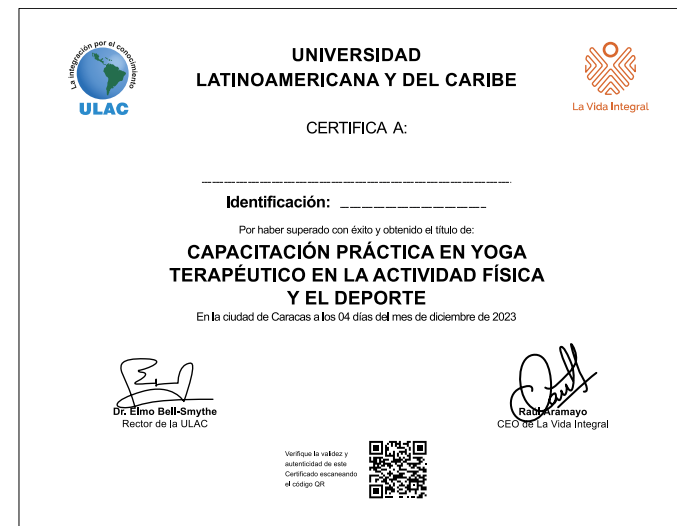 La integración por el conocimiento
ULAC
UNIVERSIDAD
LATINOAMERICANA Y DEL CARIBE
La Vida Integral
CERTIFICA A:
Identificación:
Por haber superado con éxito y obtenido el título de:
CAPACITACIÓN PRÁCTICA EN YOGA
TERAPÉUTICO EN LA ACTIVIDAD FÍSICA
Y EL DEPORTE
En la ciudad de Caracas a los 04 días del mes de diciembre de 2023
Dr. Elmo Bell-Smythe
Rector de la ULAC
Raúl Aramayo
CEO de La Vida Integral
Verifique la validez y
autenticidad de este
Certificado escaneando
el código QR